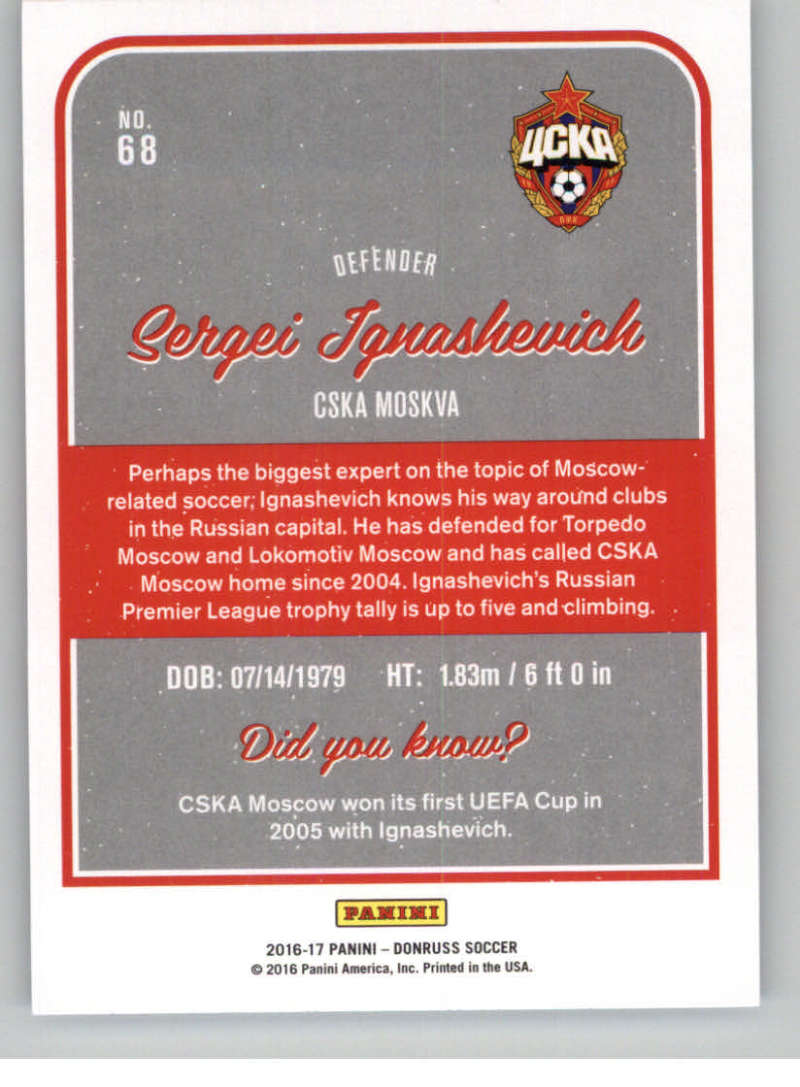 NO.
68
ЦСКА
DEFENDER
Sergei Ignashevich
CSKA MOSKVA
Perhaps the biggest expert on the topic of Moscow-
related soccer, Ignashevich knows his way around clubs
in the Russian capital. He has defended for Torpedo
Moscow and Lokomotiv Moscow and has called CSKA
Moscow home since 2004. Ignashevich's Russian
Premier League trophy tally is up to five and climbing.
DOB: 07/14/1979 HT: 1.83m / 6 ft 0 in
Did you know?
CSKA Moscow won its first UEFA Cup in
2005 with Ignashevich.
PANINI
2016-17 PANINI – DONRUSS SOCCER
© 2016 Panini America, Inc. Printed in the USA.